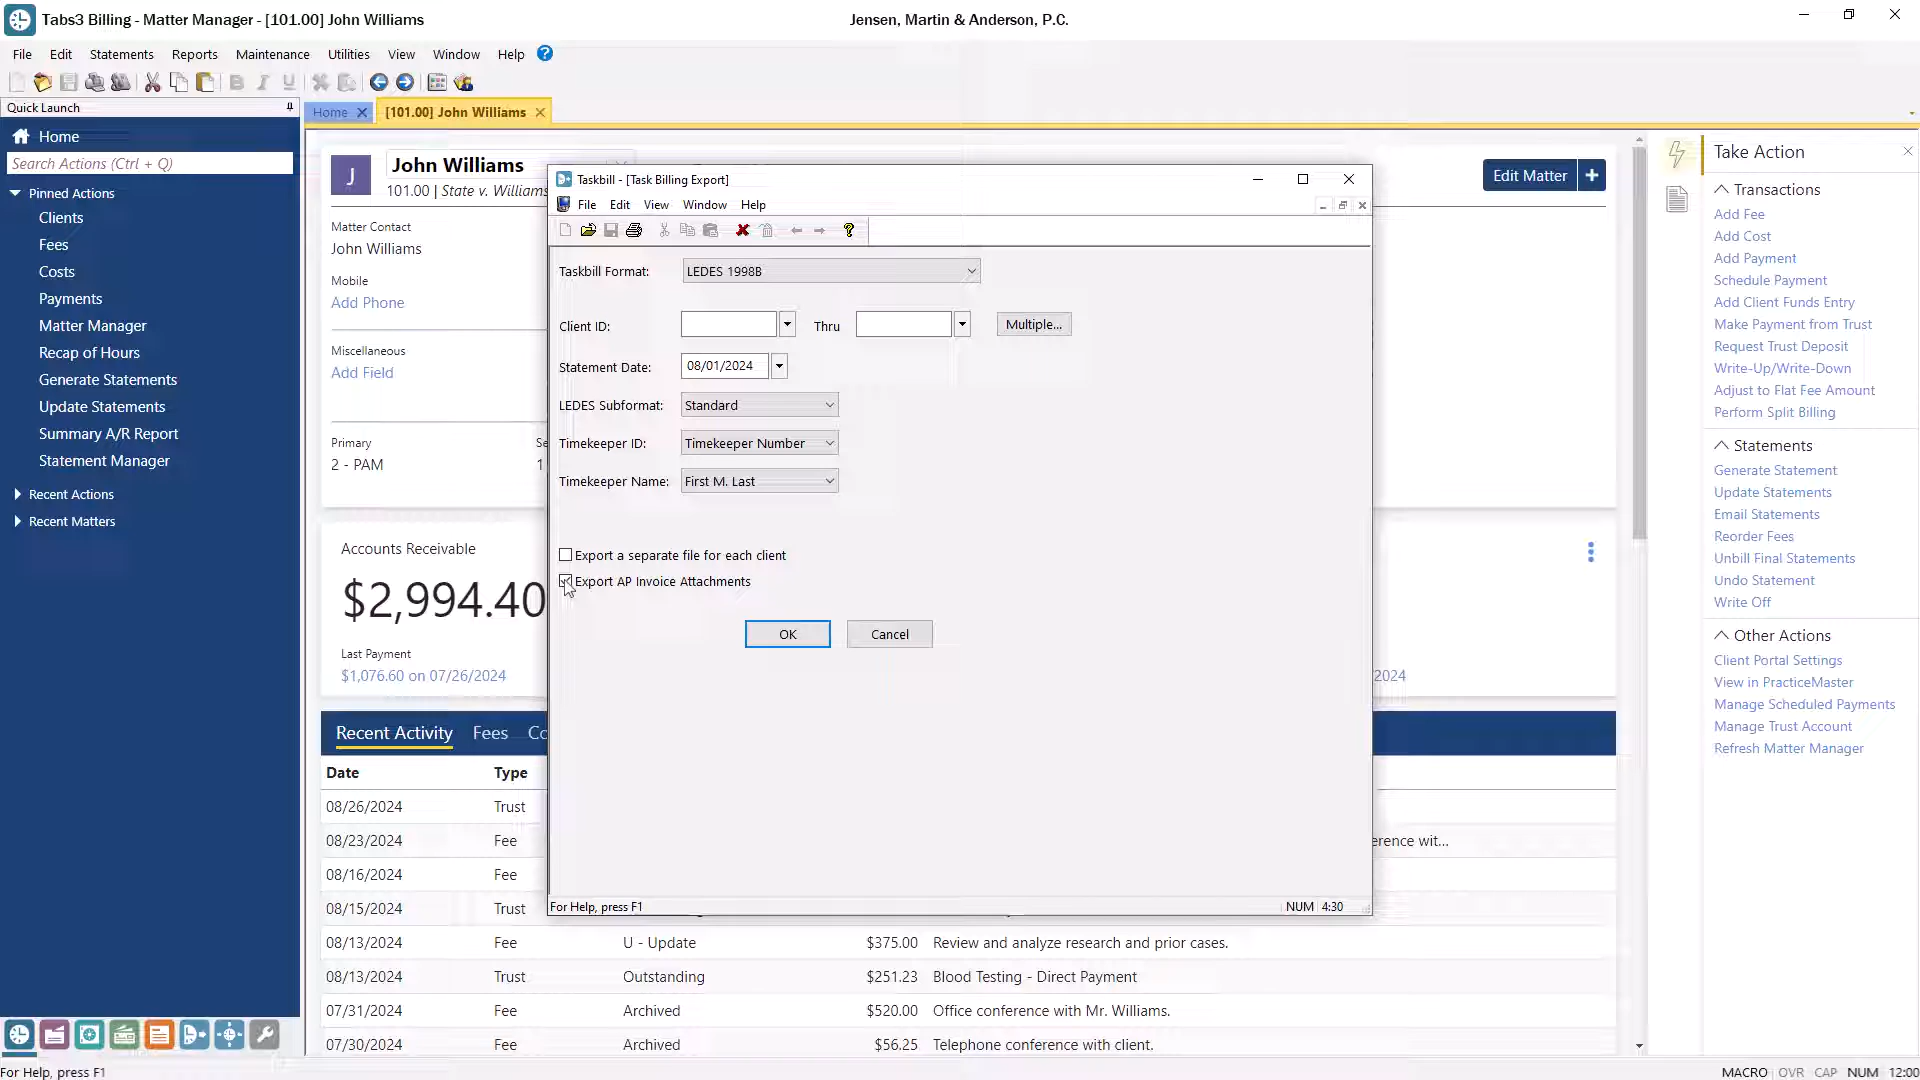 Tabs3 Billing - Matter Manager - [101.00] John Williams
Jensen, Martin & Anderson, P.C.
File Edit Statements Reports Maintenance Utilities View Window Help
Quick Launch
Home
Search Actions (Ctrl + Q)
Pinned Actions
Clients
Fees
Costs
Payments
Matter Manager
Recap of Hours
Generate Statements
Update Statements
Summary A/R Report
Statement Manager
Recent Actions
Recent Matters
Home
[101.00] John Williams
J
John Williams
101.00 | State v. Williams
Edit Matter
Matter Contact
John Williams
Mobile
Add Phone
Miscellaneous
Add Field
Primary
2 - PAM
Se
1
Accounts Receivable
$2,994.40
Last Payment
$1,076.60 on 07/26/2024
2024
Taskbill - [Task Billing Export]
File Edit View Window Help
Taskbill Format: LEDES 1998B
Client ID: Thru Multiple...
Statement Date: 08/01/2024
LEDES Subformat: Standard
Timekeeper ID: Timekeeper Number
Timekeeper Name: First M. Last
Export a separate file for each client
Export AP Invoice Attachments
OK Cancel
For Help, press F1 NUM 4:30
Recent Activity Fees Co
Date Type
08/26/2024 Trust
08/23/2024 Fee erence wit...
08/16/2024 Fee
08/15/2024 Trust
08/13/2024 Fee U - Update $375.00 Review and analyze research and prior cases.
08/13/2024 Trust Outstanding $251.23 Blood Testing - Direct Payment
07/31/2024 Fee Archived $520.00 Office conference with Mr. Williams.
07/30/2024 Fee Archived $56.25 Telephone conference with client.
Take Action
Transactions
Add Fee
Add Cost
Add Payment
Schedule Payment
Add Client Funds Entry
Make Payment from Trust
Request Trust Deposit
Write-Up/Write-Down
Adjust to Flat Fee Amount
Perform Split Billing
Statements
Generate Statement
Update Statements
Email Statements
Reorder Fees
Unbill Final Statements
Undo Statement
Write Off
Other Actions
Client Portal Settings
View in PracticeMaster
Manage Scheduled Payments
Manage Trust Account
Refresh Matter Manager
For Help, press F1
MACRO OVR CAP NUM 12:00